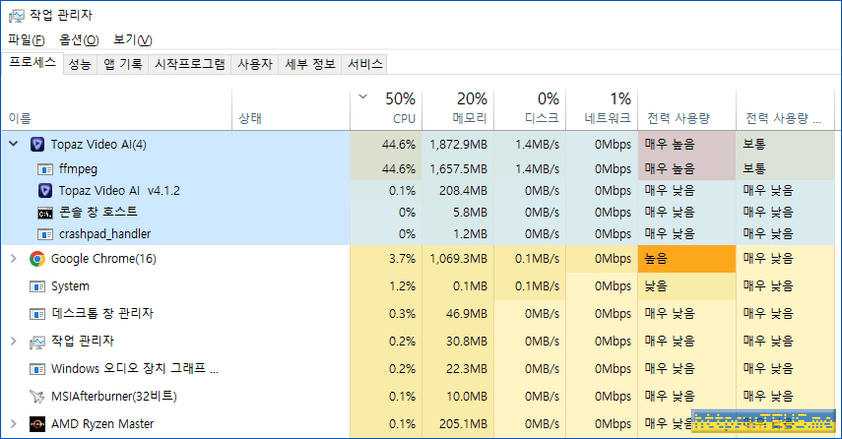 작업 관리자
파일(F) 옵션(O) 보기(V)
프로세스 성능 앱 기록 시작프로그램 사용자 세부 정보 서비스
50% 20% 0% 1%
이름 상태 CPU 메모리 디스크 네트워크 전력 사용량 전력 사용량 ...
Topaz Video AI(4) 44.6% 1,872.9MB 1.4MB/s 0Mbps 매우 높음 보통
ffmpeg 44.6% 1,657.5MB 1.4MB/s 0Mbps 매우 높음 보통
Topaz Video AI v4.1.2 0.1% 208.4MB 0MB/s 0Mbps 매우 낮음 매우 낮음
콘솔 창 호스트 0% 5.8MB 0MB/s 0Mbps 매우 낮음 매우 낮음
crashpad_handler 0% 1.2MB 0MB/s 0Mbps 매우 낮음 매우 낮음
Google Chrome(16) 3.7% 1,069.3MB 0.1MB/s 0Mbps 높음 매우 낮음
System 1.2% 0.1MB 0.1MB/s 0Mbps 낮음 매우 낮음
데스크톱 창 관리자 0.3% 46.9MB 0MB/s 0Mbps 매우 낮음 매우 낮음
작업 관리자 0.2% 30.8MB 0MB/s 0Mbps 매우 낮음 매우 낮음
Windows 오디오 장치 그래프 ... 0.2% 22.3MB 0MB/s 0Mbps 매우 낮음 매우 낮음
MSIAfterburner(32비트) 0.1% 10.0MB 0MB/s 0Mbps 매우 낮음 매우 낮음
AMD Ryzen Master 0.1% 205.1MB 0MB/s 0Mbps